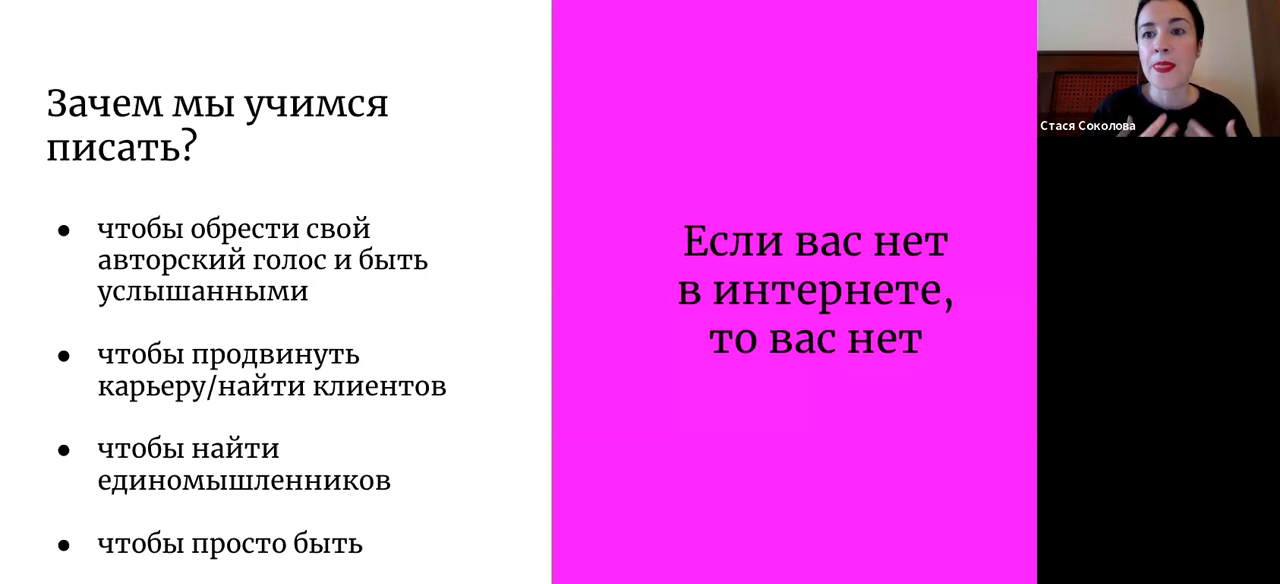 Зачем мы учимся
писать?
● чтобы обрести свой
авторский голос и быть
услышанными
● чтобы продвинуть
карьеру/найти клиентов
● чтобы найти
единомышленников
● чтобы просто быть
Если вас нет
в интернете,
то вас нет
Стася Соколова